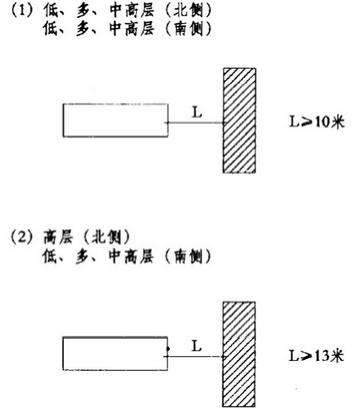 (1) 低、多、中高层（北侧）
低、多、中高层（南侧）
L
L≥10米
(2) 高层（北侧）
低、多、中高层（南侧）
L
L≥13米